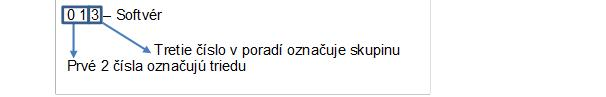 0 1 3 – Softvér
Tretie číslo v poradí označuje skupinu
Prvé 2 čísla označujú triedu